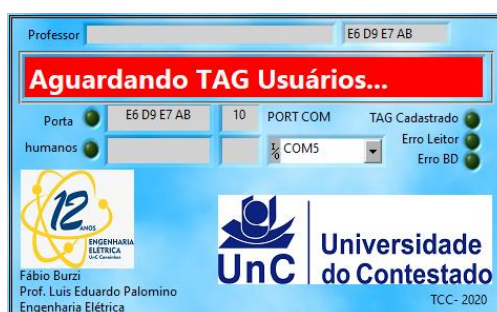 Professor E6 D9 E7 AB
Aguardando TAG Usuários...
Porta E6 D9 E7 AB 10 PORT COM TAG Cadastrado
humanos COM5 Erro Leitor
Erro BD
12
ANOS
ENGENHARIA
ELÉTRICA
UnC Canoinhas
UnC Universidade
do Contestado
Fábio Burzi
Prof. Luis Eduardo Palomino
Engenharia Elétrica
TCC- 2020